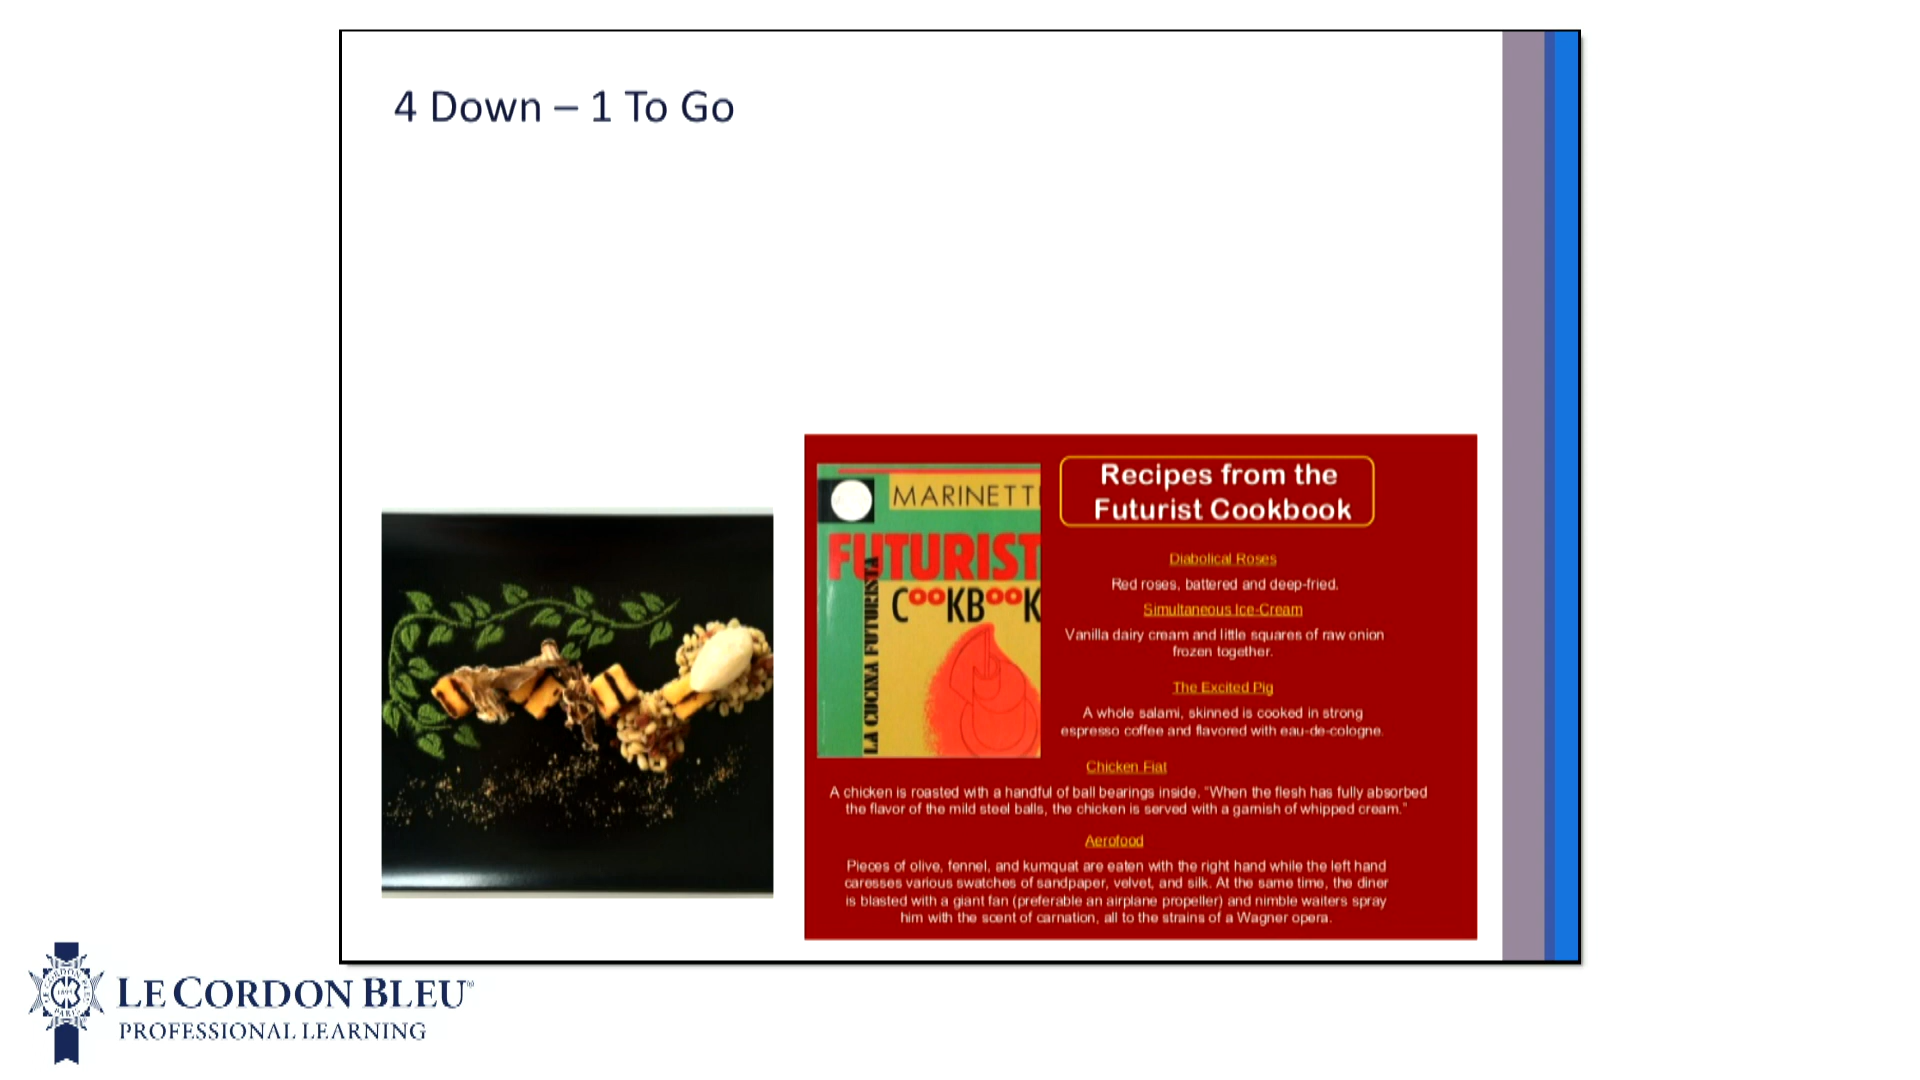 4 Down – 1 To Go
MARINETTI
FUTURIST
COOKBOOK
LA CUCINA FUTURISTA
Recipes from the
Futurist Cookbook
Diabolical Roses
Red roses, battered and deep-fried.
Simultaneous Ice-Cream
Vanilla dairy cream and little squares of raw onion
frozen together.
The Excited Pig
A whole salami, skinned is cooked in strong
espresso coffee and flavored with eau-de-cologne.
Chicken Fiat
A chicken is roasted with a handful of ball bearings inside. "When the flesh has fully absorbed
the flavor of the mild steel balls, the chicken is served with a garnish of whipped cream."
Aerofood
Pieces of olive, fennel, and kumquat are eaten with the right hand while the left hand
caresses various swatches of sandpaper, velvet, and silk. At the same time, the diner
is blasted with a giant fan (preferable an airplane propeller) and nimble waiters spray
him with the scent of carnation, all to the strains of a Wagner opera.
LE CORDON BLEU®
PROFESSIONAL LEARNING